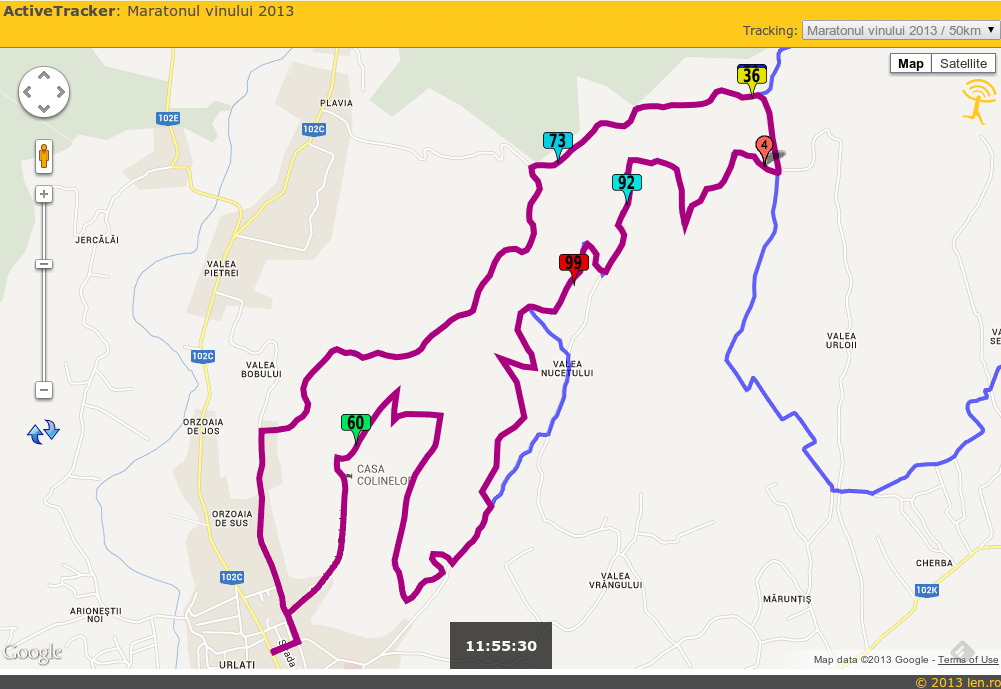 ActiveTracker: Maratonul vinului 2013
Tracking: Maratonul vinului 2013 / 50km
Map Satellite
36
PLAVIA
102E
102C
73
4
92
JERCĂLĂI
VALEA
PIETREI
99
102C
VALEA
BOBULUI
VALEA
NUCETULUI
VALEA
URLOII
60
ORZOAIA
DE JOS
CASA
COLINELOR
ORZOAIA
DE SUS
102C
VALEA
VRÂNGULUI
CHERBA
102K
MĂRUNȚIȘ
ARIONEȘTII
NOI
11:55:30
Google
URLAȚI
Map data ©2013 Google - Terms of Use
© 2013 len.ro